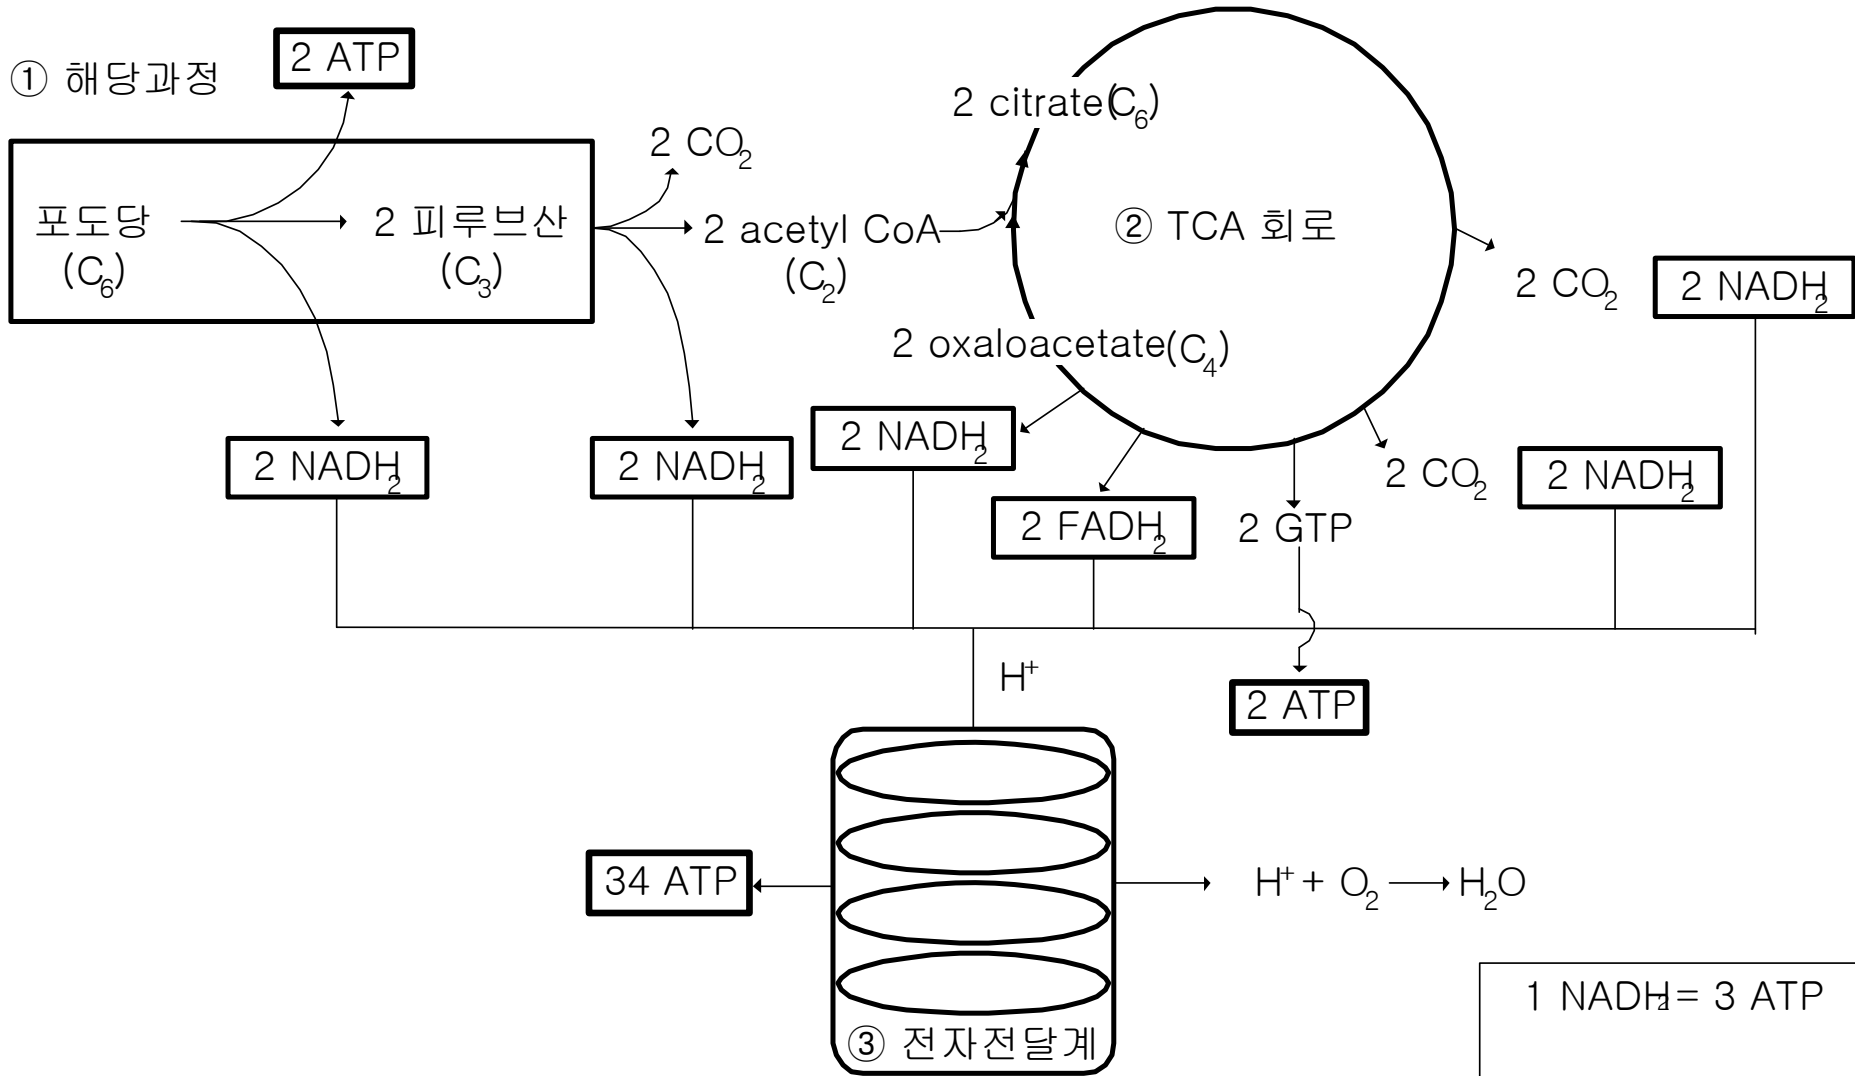 ① 해당과정
2 ATP
포도당
(C₆)
2 피루브산
(C₃)
2 CO₂
2 acetyl CoA
(C₂)
2 citrate(C₆)
② TCA 회로
2 oxaloacetate(C₄)
2 CO₂
2 NADH₂
2 NADH₂
2 NADH₂
2 NADH₂
2 FADH₂
2 GTP
2 CO₂
2 NADH₂
H⁺
2 ATP
34 ATP
H⁺ + O₂ → H₂O
③ 전자전달계
1 NADH₂ = 3 ATP